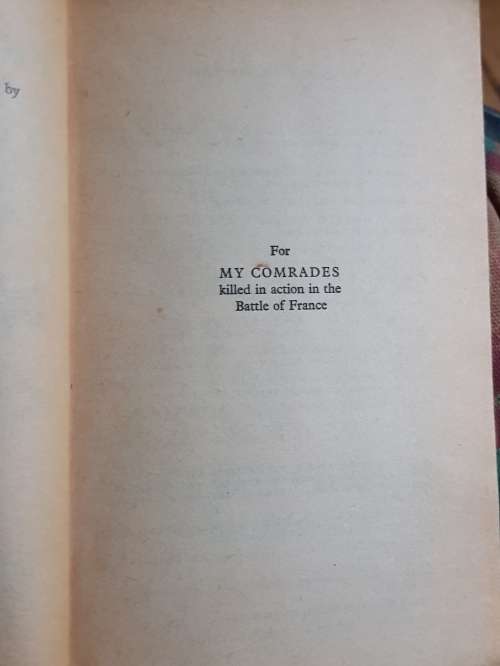 by
For
MY COMRADES
killed in action in the
Battle of France